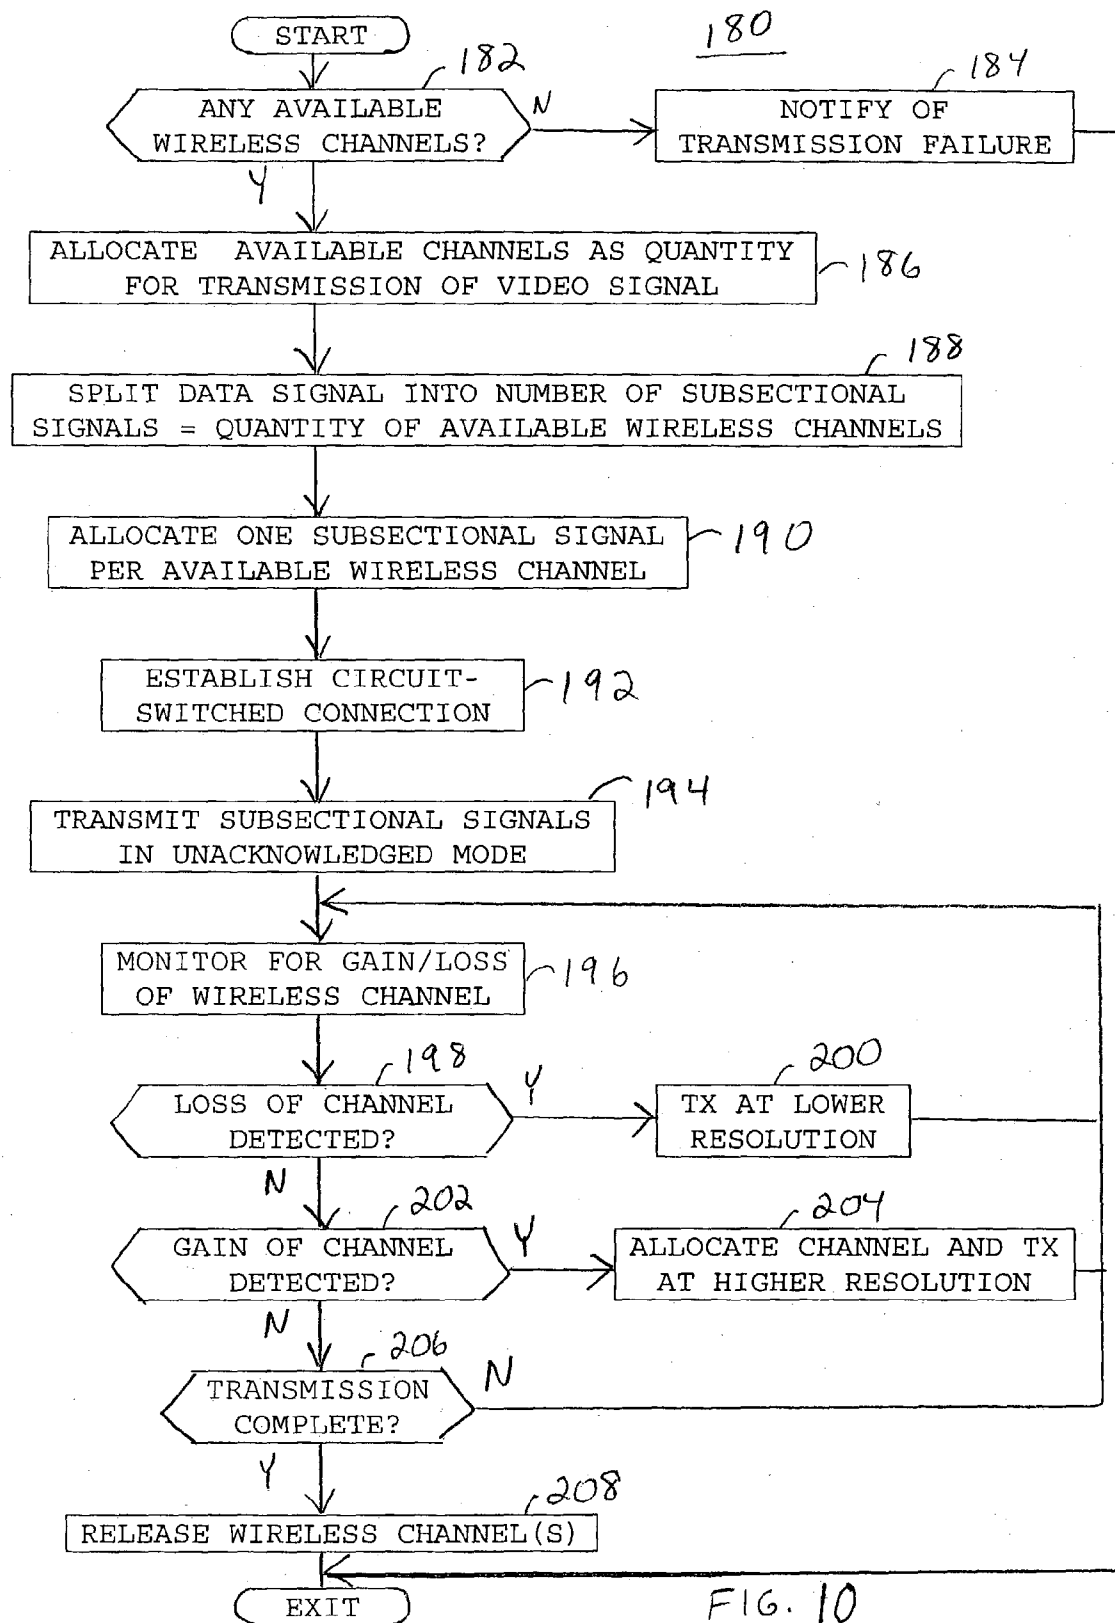 START
180
182
184
ANY AVAILABLE
WIRELESS CHANNELS?
N
NOTIFY OF
TRANSMISSION FAILURE
Y
ALLOCATE AVAILABLE CHANNELS AS QUANTITY
FOR TRANSMISSION OF VIDEO SIGNAL
186
188
SPLIT DATA SIGNAL INTO NUMBER OF SUBSECTIONAL
SIGNALS = QUANTITY OF AVAILABLE WIRELESS CHANNELS
ALLOCATE ONE SUBSECTIONAL SIGNAL
PER AVAILABLE WIRELESS CHANNEL
190
ESTABLISH CIRCUIT-
SWITCHED CONNECTION
192
194
TRANSMIT SUBSECTIONAL SIGNALS
IN UNACKNOWLEDGED MODE
MONITOR FOR GAIN/LOSS
OF WIRELESS CHANNEL
196
198
200
LOSS OF CHANNEL
DETECTED?
Y
TX AT LOWER
RESOLUTION
N
202
204
GAIN OF CHANNEL
DETECTED?
Y
ALLOCATE CHANNEL AND TX
AT HIGHER RESOLUTION
N
206
TRANSMISSION
COMPLETE?
N
Y
208
RELEASE WIRELESS CHANNEL(S)
EXIT
FIG. 10